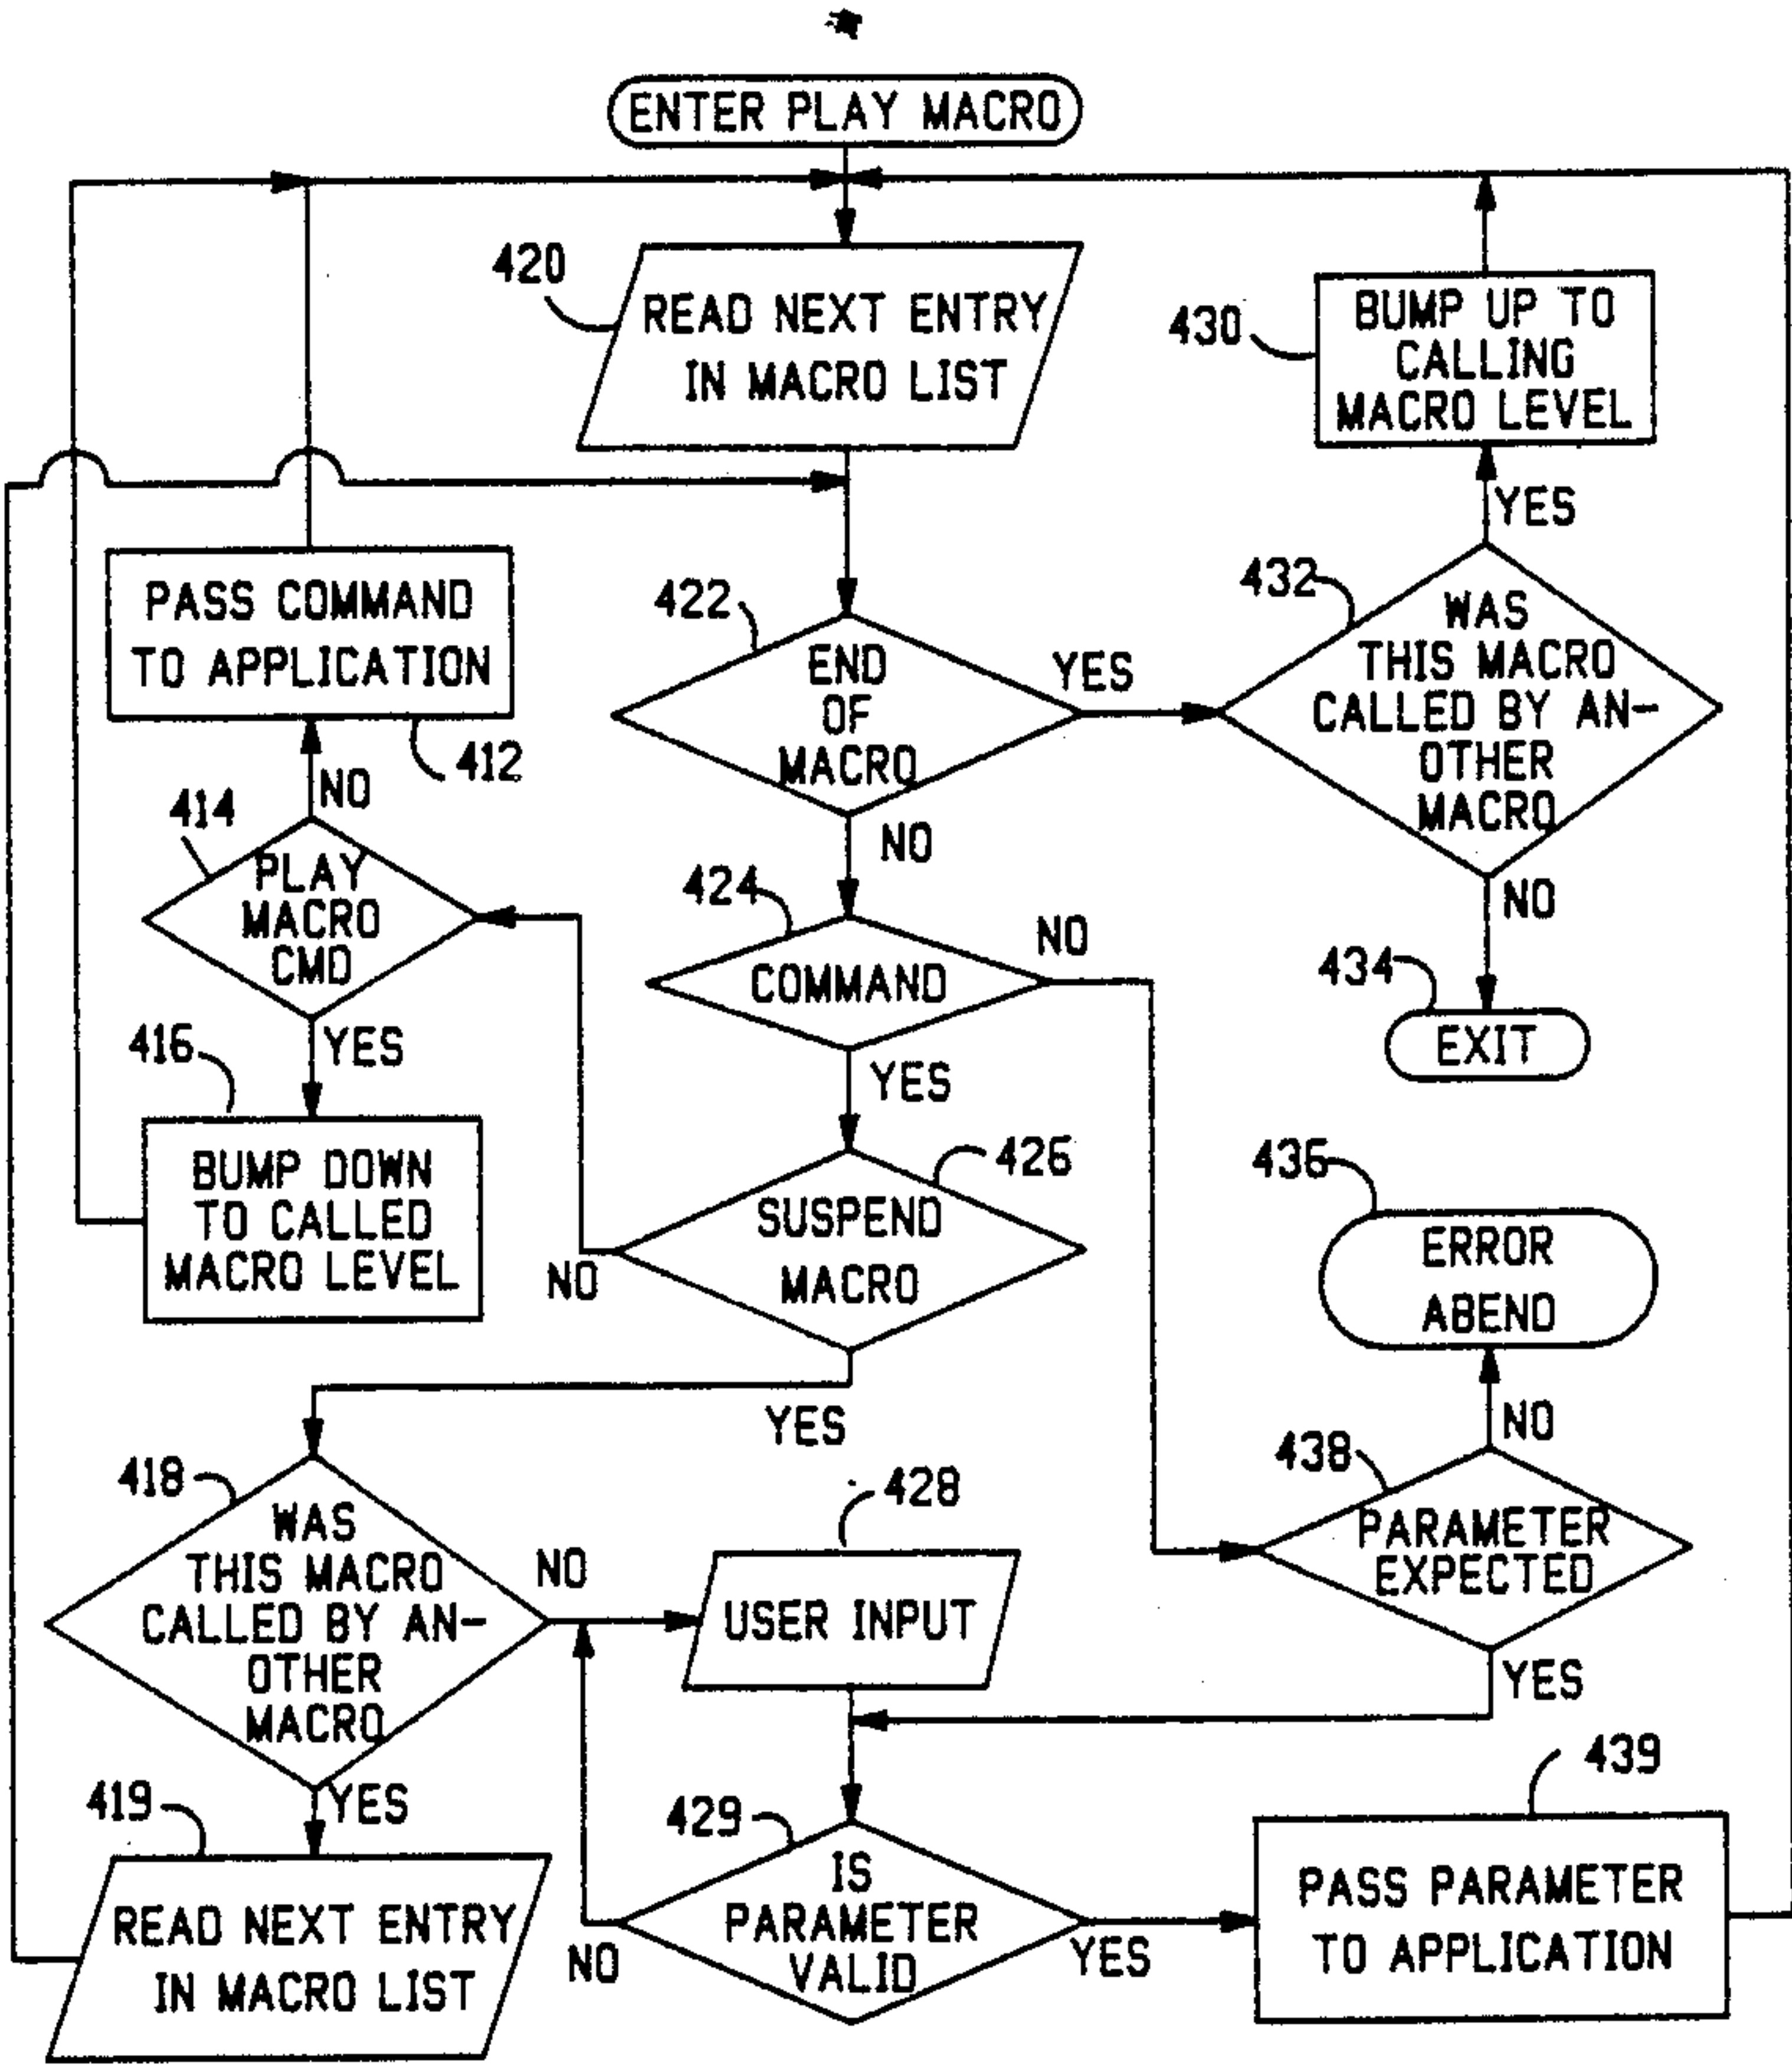 ENTER PLAY MACRO
420
READ NEXT ENTRY
IN MACRO LIST
430
BUMP UP TO
CALLING
MACRO LEVEL
YES
PASS COMMAND
TO APPLICATION
412
422
END
OF
MACRO
YES
432
WAS
THIS MACRO
CALLED BY AN-
OTHER
MACRO
NO
414
PLAY
MACRO
CMD
NO
424
COMMAND
NO
NO
434
EXIT
416
YES
BUMP DOWN
TO CALLED
MACRO LEVEL
YES
426
SUSPEND
MACRO
NO
436
ERROR
ABEND
YES
NO
418
WAS
THIS MACRO
CALLED BY AN-
OTHER
MACRO
NO
428
USER INPUT
438
PARAMETER
EXPECTED
YES
419
YES
READ NEXT ENTRY
IN MACRO LIST
429
IS
PARAMETER
VALID
NO
YES
439
PASS PARAMETER
TO APPLICATION